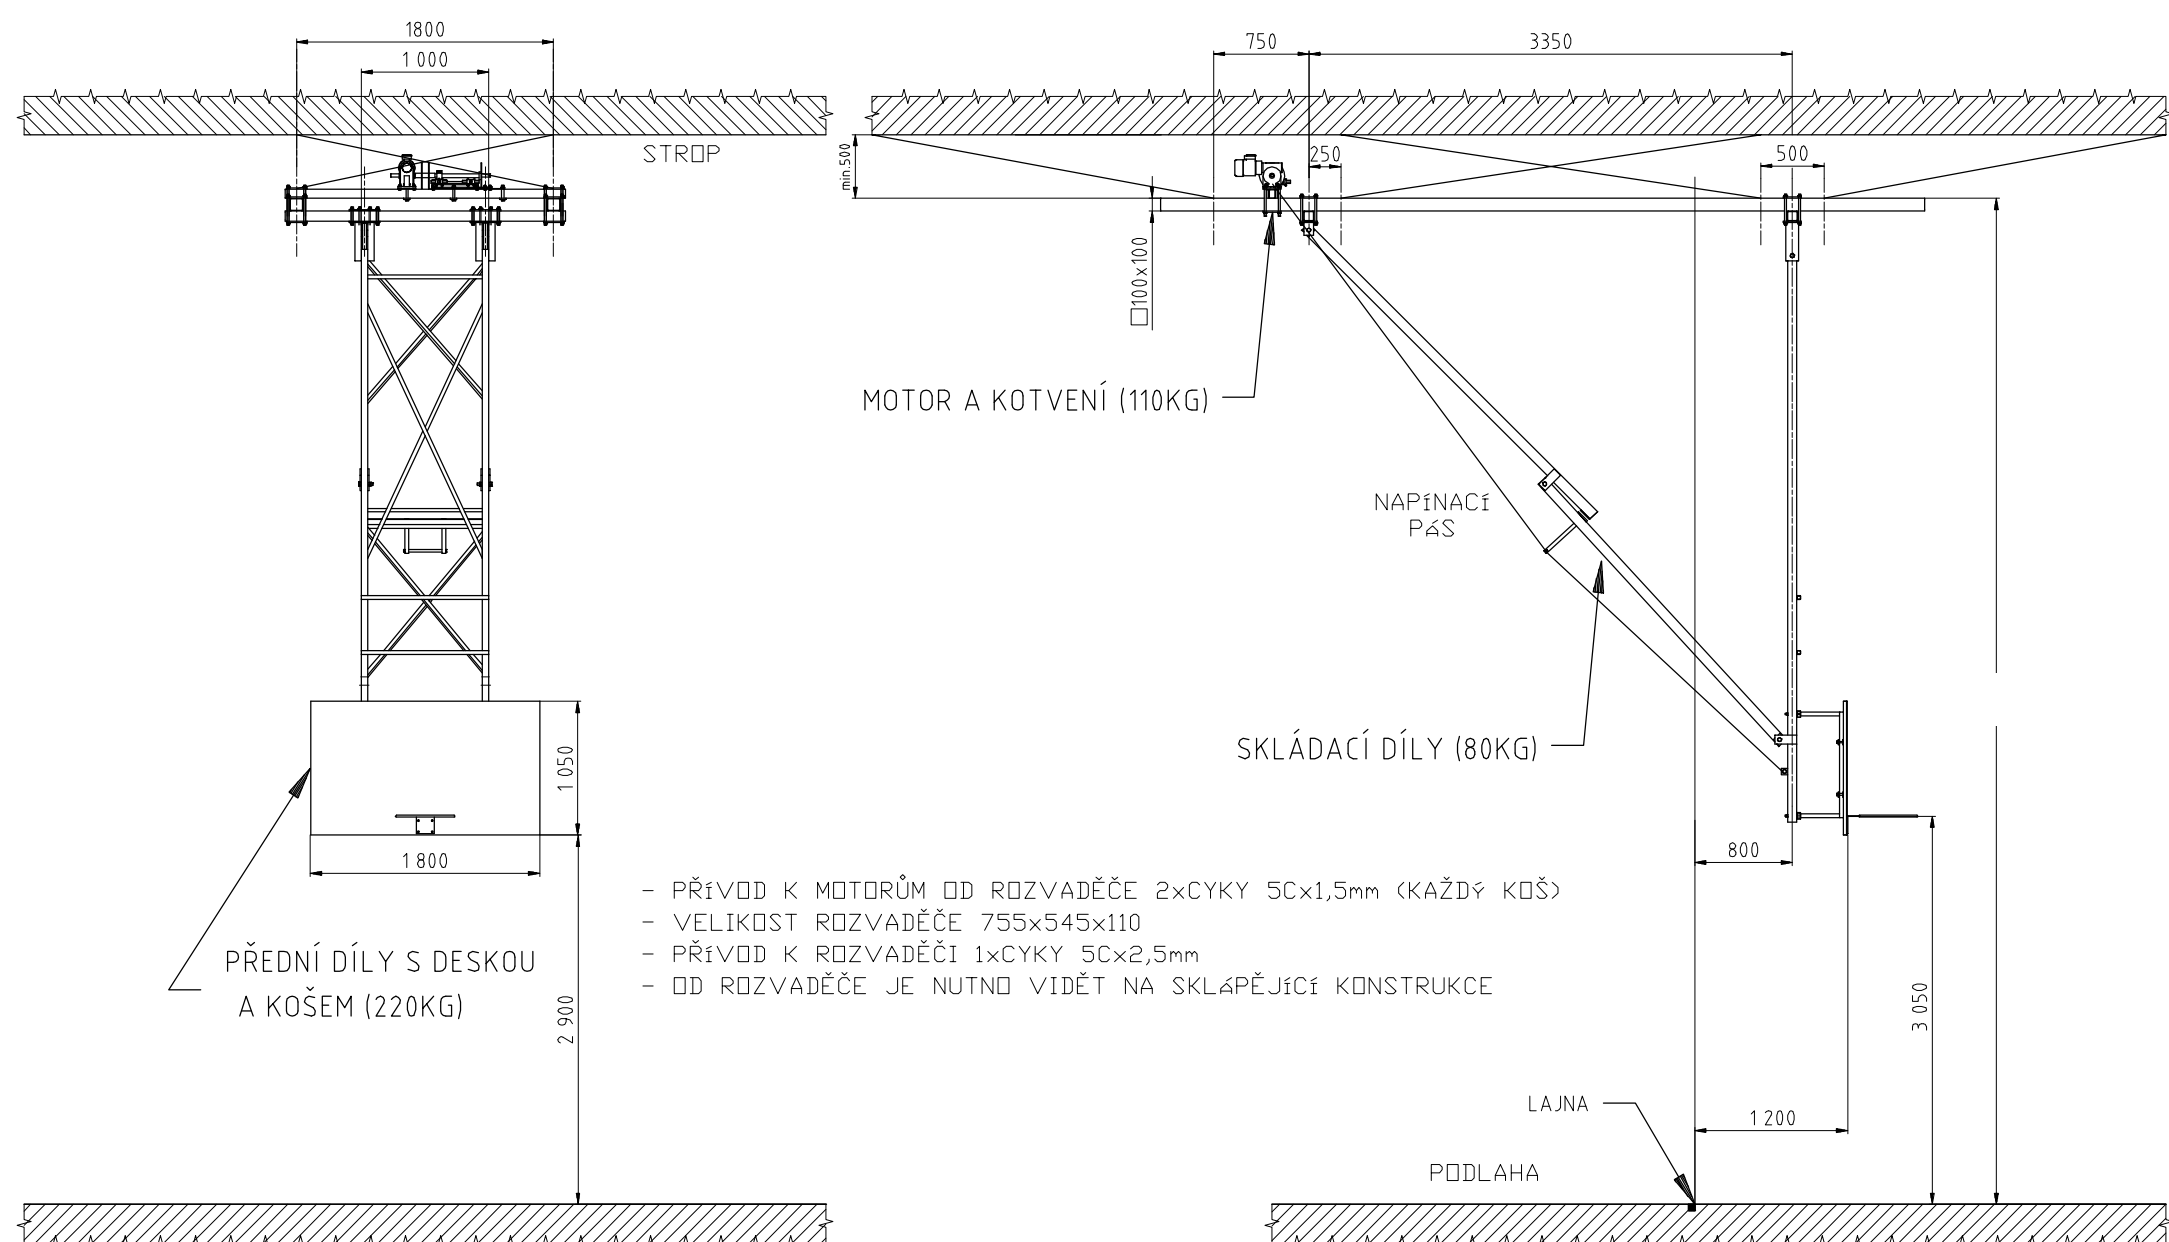 1800
1 000
STROP
750
3350
min.500
250
500
□100x100
MOTOR A KOTVENÍ (110KG)
NAPÍNACÍ
PÁS
SKLÁDACÍ DÍLY (80KG)
1 050
1 800
800
- PŘÍVOD K MOTORŮM OD ROZVADĚČE 2xCYKY 5Cx1,5mm (KAŽDÝ KOŠ)
- VELIKOST ROZVADĚČE 755x545x110
- PŘÍVOD K ROZVADĚČI 1xCYKY 5Cx2,5mm
- OD ROZVADĚČE JE NUTNO VIDĚT NA SKLÁPĚJÍCÍ KONSTRUKCE
PŘEDNÍ DÍLY S DESKOU
A KOŠEM (220KG)
2 900
3 050
LAJNA
1 200
PODLAHA